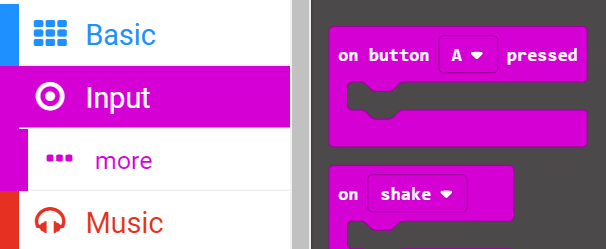 Basic
Input
more
Music
on button A pressed
on shake